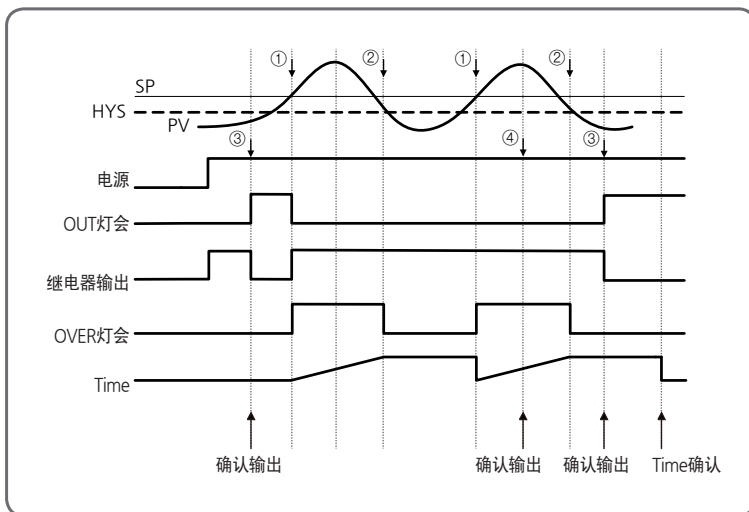 ① ② ① ②
SP
HYS
PV
③ ④ ③
电源
OUT灯会
继电器输出
OVER灯会
Time
确认输出 确认输出 确认输出 Time确认